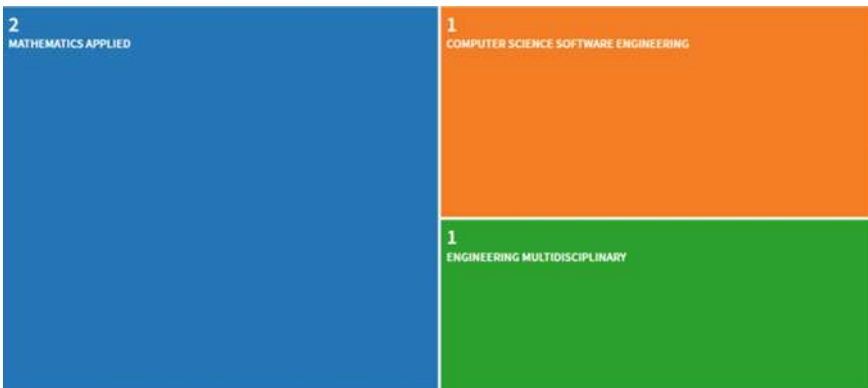 2
MATHEMATICS APPLIED
1
COMPUTER SCIENCE SOFTWARE ENGINEERING
1
ENGINEERING MULTIDISCIPLINARY